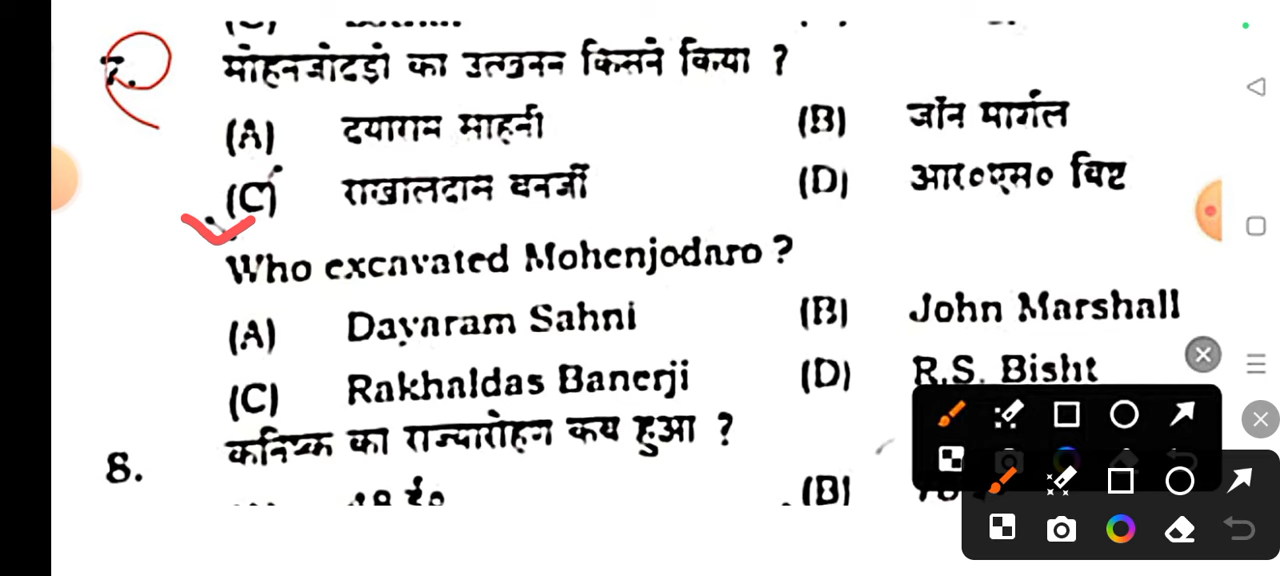 7. मोहनजोदड़ो का उत्खनन किसने किया ?
(A) दयाराम साहनी (B) जॉन मार्शल
(C) राखालदास बनर्जी (D) आर०एस० विष्ट
Who excavated Mohenjodaro ?
(A) Dayaram Sahni (B) John Marshall
(C) Rakhaldas Banerji (D) R.S. Bisht
8. कनिष्क का राज्यारोहण कब हुआ ?
(B)